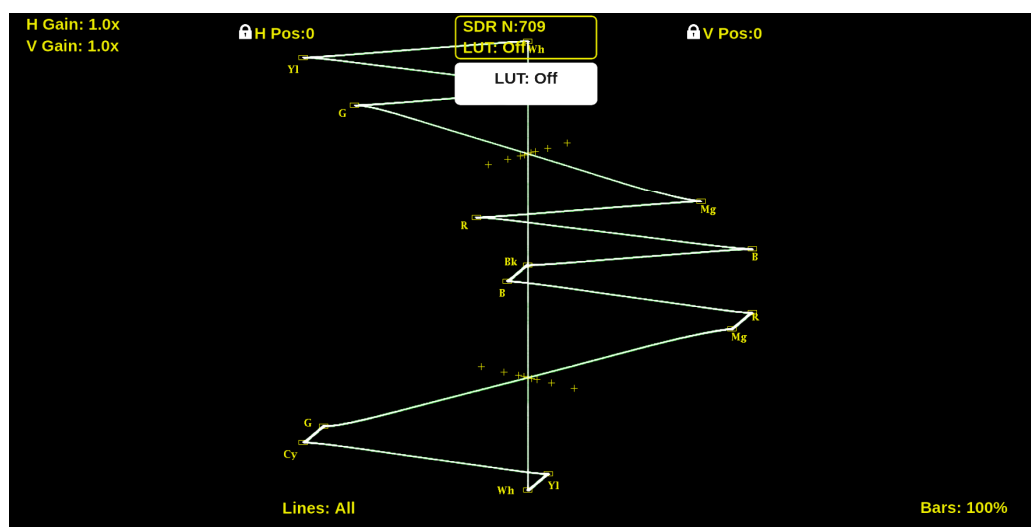 H Gain: 1.0x
V Gain: 1.0x
H Pos:0
SDR N:709
LUT: Off
V Pos:0
Wh
Yl
LUT: Off
G
Mg
R
B
Bk
B
R
Mg
G
Cy
Wh
Yl
Lines: All
Bars: 100%